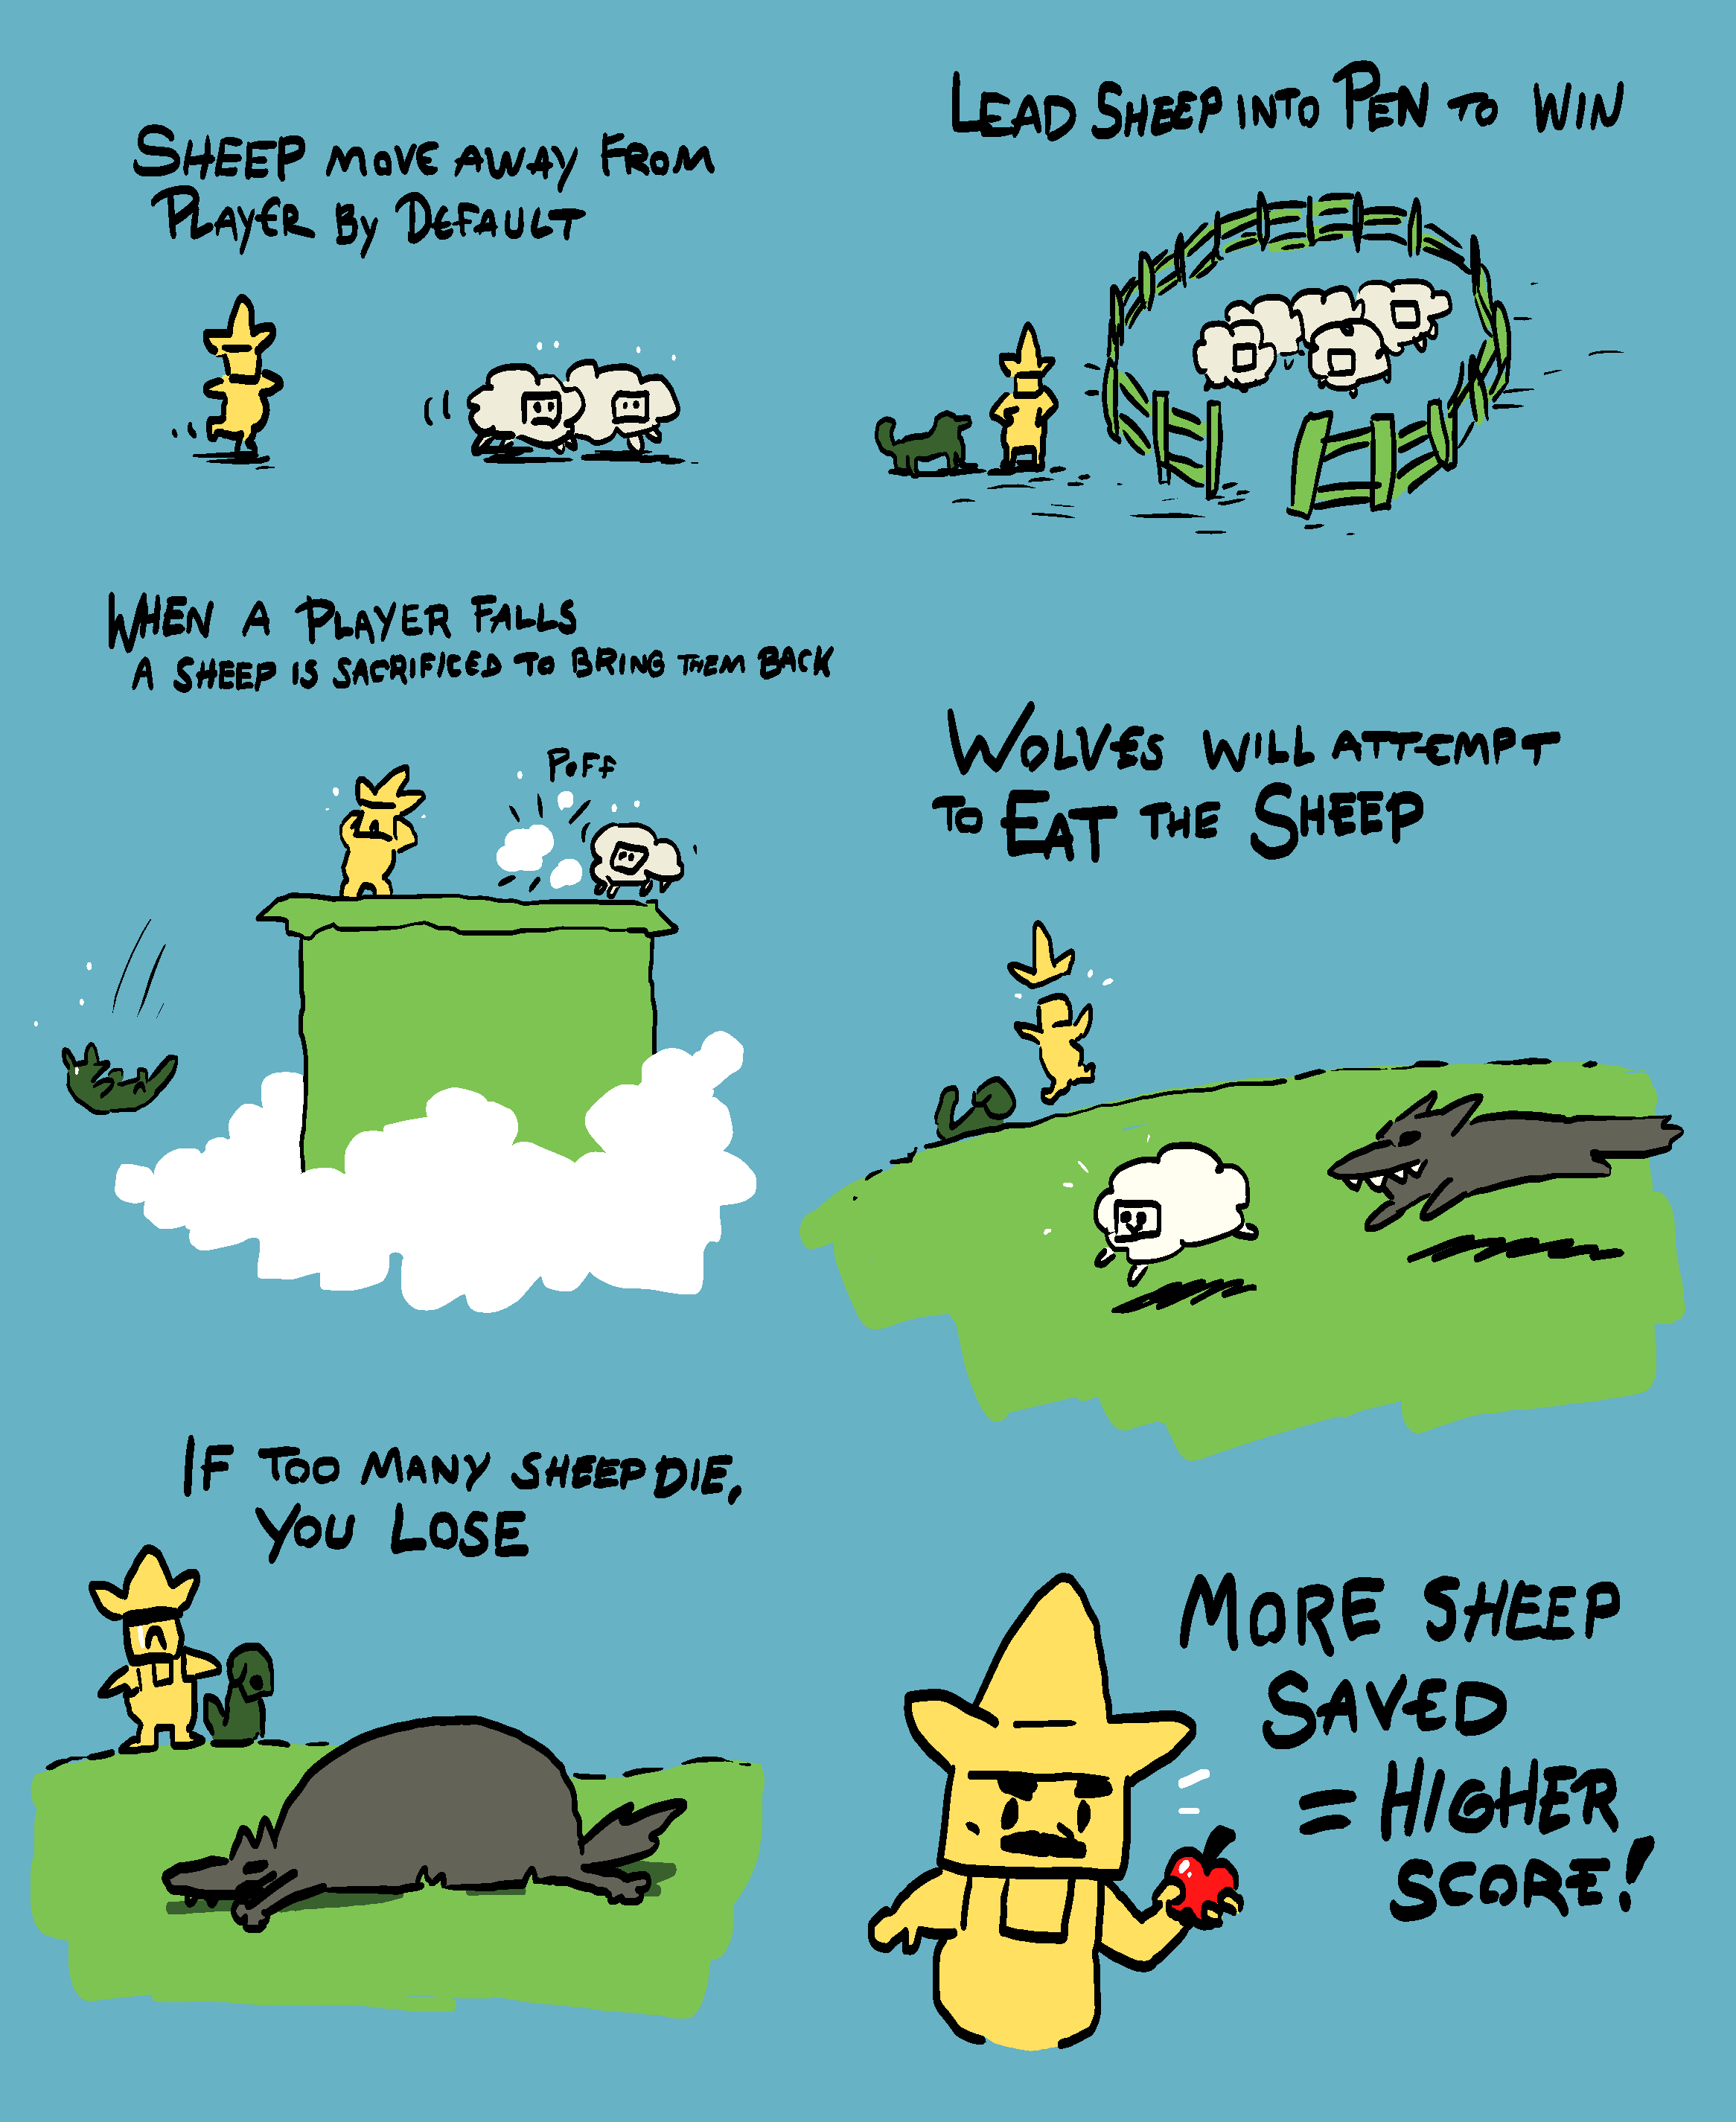 SHEEP MOVE AWAY FROM
PLAYER BY DEFAULT
LEAD SHEEP INTO PEN TO WIN
WHEN A PLAYER FALLS
A SHEEP IS SACRIFICED TO BRING THEM BACK
POFF
WOLVES WILL ATTEMPT
TO EAT THE SHEEP
IF TOO MANY SHEEP DIE,
YOU LOSE
MORE SHEEP
SAVED
= HIGHER
SCORE!